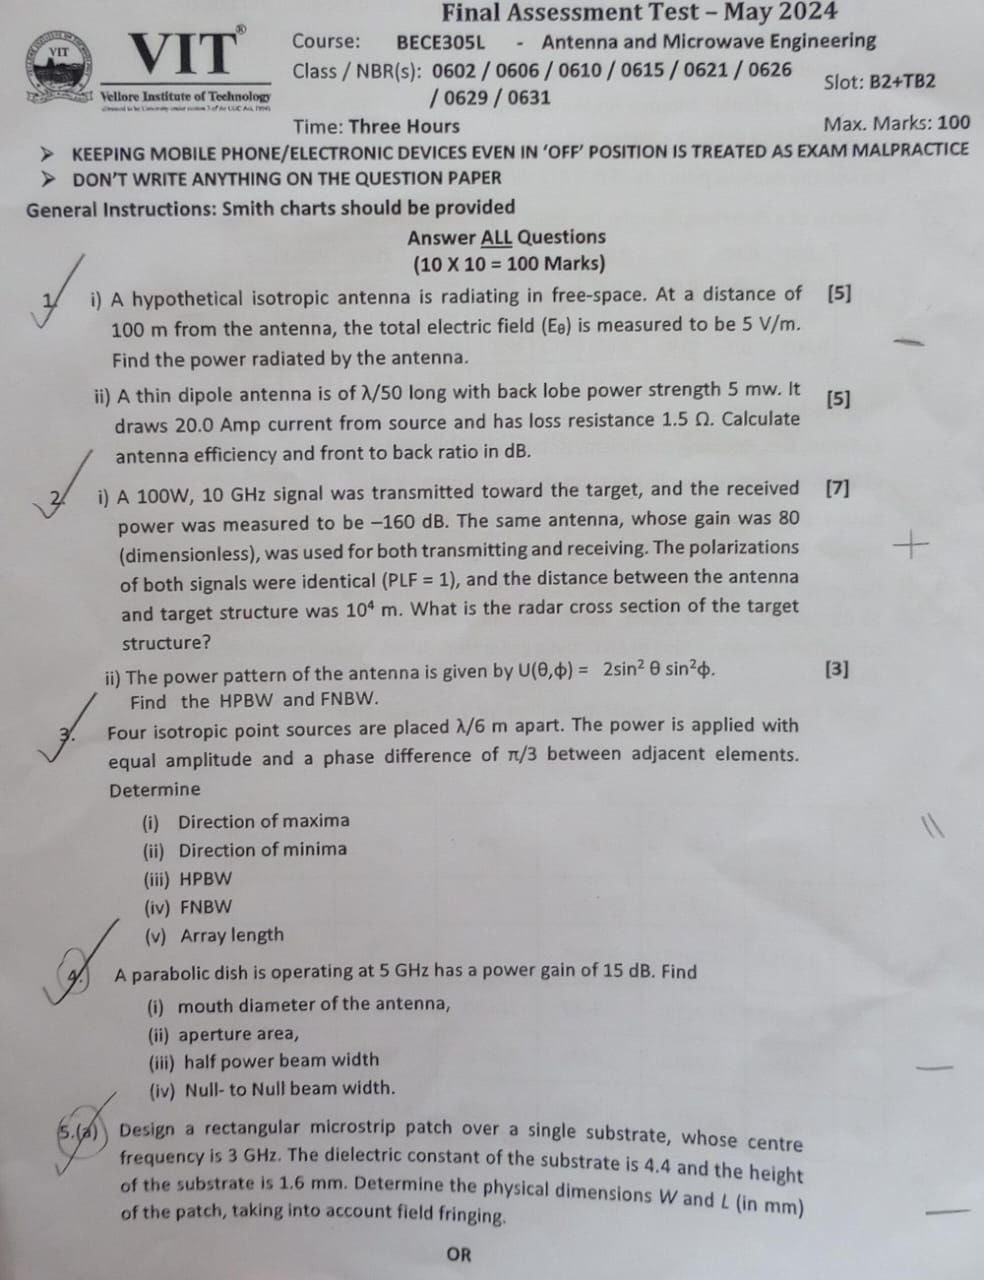 Final Assessment Test – May 2024
VIT
VIT®
Vellore Institute of Technology
Course: BECE305L - Antenna and Microwave Engineering
Class / NBR(s): 0602 / 0606 / 0610 / 0615 / 0621 / 0626
/ 0629 / 0631
Slot: B2+TB2
Time: Three Hours
Max. Marks: 100
➤ KEEPING MOBILE PHONE/ELECTRONIC DEVICES EVEN IN ‘OFF’ POSITION IS TREATED AS EXAM MALPRACTICE
➤ DON’T WRITE ANYTHING ON THE QUESTION PAPER
General Instructions: Smith charts should be provided
Answer ALL Questions
(10 X 10 = 100 Marks)
1. i) A hypothetical isotropic antenna is radiating in free-space. At a distance of [5]
100 m from the antenna, the total electric field (Eθ) is measured to be 5 V/m.
Find the power radiated by the antenna.
ii) A thin dipole antenna is of λ/50 long with back lobe power strength 5 mw. It [5]
draws 20.0 Amp current from source and has loss resistance 1.5 Ω. Calculate
antenna efficiency and front to back ratio in dB.
2. i) A 100W, 10 GHz signal was transmitted toward the target, and the received [7]
power was measured to be –160 dB. The same antenna, whose gain was 80
(dimensionless), was used for both transmitting and receiving. The polarizations
of both signals were identical (PLF = 1), and the distance between the antenna
and target structure was 10⁴ m. What is the radar cross section of the target
structure?
ii) The power pattern of the antenna is given by U(θ,ϕ) = 2sin² θ sin²ϕ. [3]
Find the HPBW and FNBW.
3. Four isotropic point sources are placed λ/6 m apart. The power is applied with
equal amplitude and a phase difference of π/3 between adjacent elements.
Determine
(i) Direction of maxima
(ii) Direction of minima
(iii) HPBW
(iv) FNBW
(v) Array length
4. A parabolic dish is operating at 5 GHz has a power gain of 15 dB. Find
(i) mouth diameter of the antenna,
(ii) aperture area,
(iii) half power beam width
(iv) Null- to Null beam width.
5.(a) Design a rectangular microstrip patch over a single substrate, whose centre
frequency is 3 GHz. The dielectric constant of the substrate is 4.4 and the height
of the substrate is 1.6 mm. Determine the physical dimensions W and L (in mm)
of the patch, taking into account field fringing.
OR